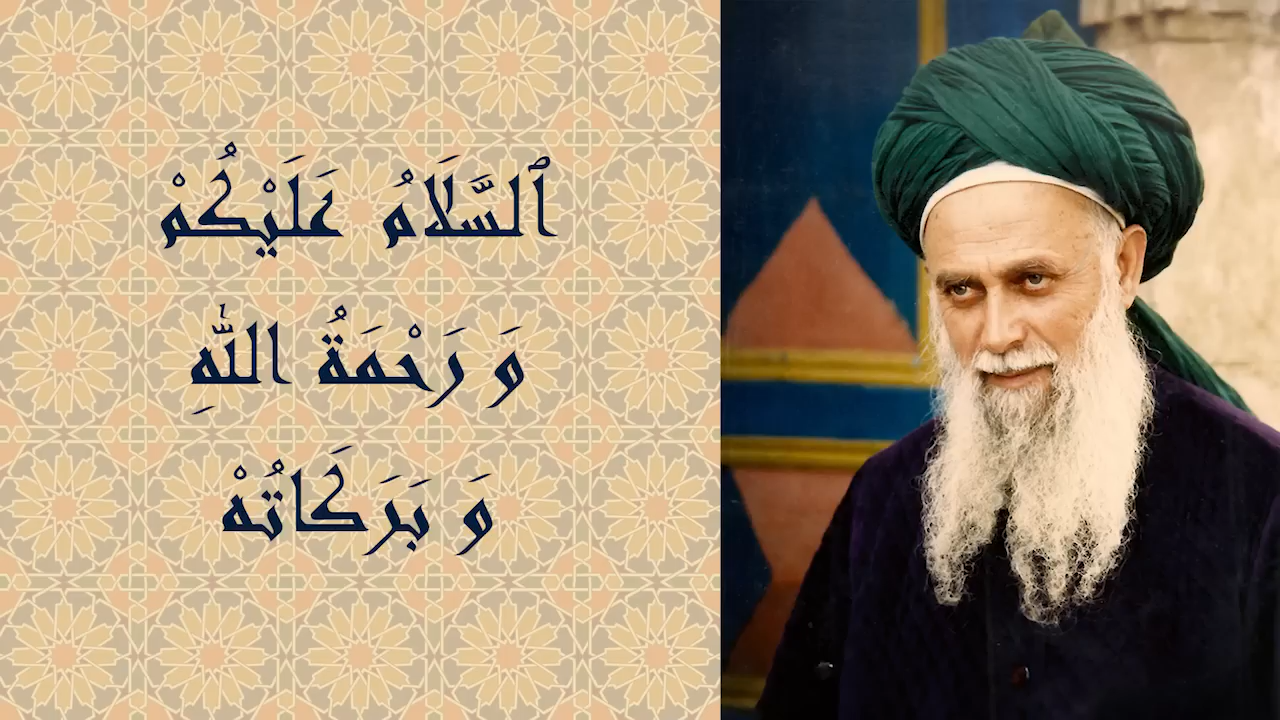 ٱلسَّلَامُ عَلَيْكُمْ
وَ رَحْمَةُ اللّٰهِ
وَ بَرَكَاتُهْ